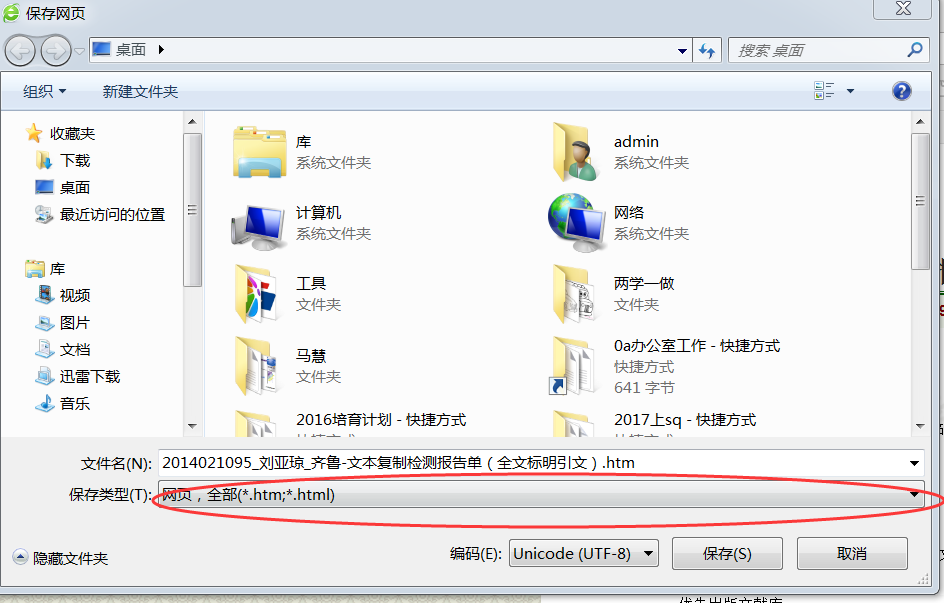 保存网页
桌面
搜索 桌面
组织
新建文件夹
收藏夹
下载
桌面
最近访问的位置
库
视频
图片
文档
迅雷下载
音乐
库
系统文件夹
admin
系统文件夹
计算机
系统文件夹
网络
系统文件夹
工具
文件夹
两学一做
文件夹
马慧
文件夹
0a办公室工作 - 快捷方式
快捷方式
641 字节
2016培育计划 - 快捷方式
2017上sq - 快捷方式
文件名(N):
2014021095_刘亚琼_齐鲁-文本复制检测报告单（全文标明引文）.htm
保存类型(T):
网页，全部(*.htm;*.html)
隐藏文件夹
编码(E):
Unicode (UTF-8)
保存(S)
取消